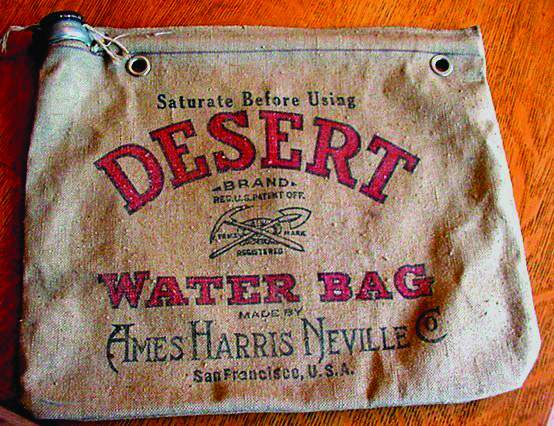 Saturate Before Using
DESERT
BRAND
REG. U.S. PATENT OFF.
TRADE MARK
REGISTERED
WATER BAG
MADE BY
AMES HARRIS NEVILLE Co
San Francisco, U.S.A.